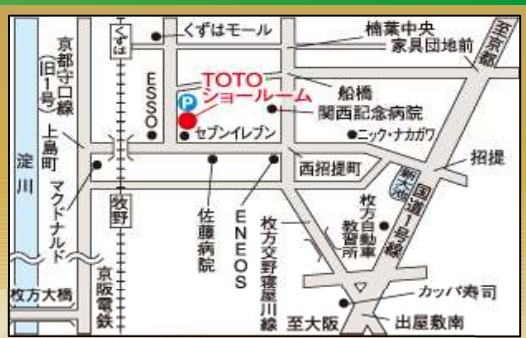 くずはモール
楠葉中央
家具団地前
至京都
京都守口線
(旧1号)
くずは
ESSO
TOTO
ショールーム
P
船橋
関西記念病院
セブンイレブン
ニック・ナカガワ
招提
上島町
淀川
マクドナルド
牧野
佐藤病院
ENEOS
西招提町
新大池
国道1号線
枚方自動車
教習所
枚方交野寝屋川線
枚方大橋
京阪電鉄
カッパ寿司
至大阪
出屋敷南